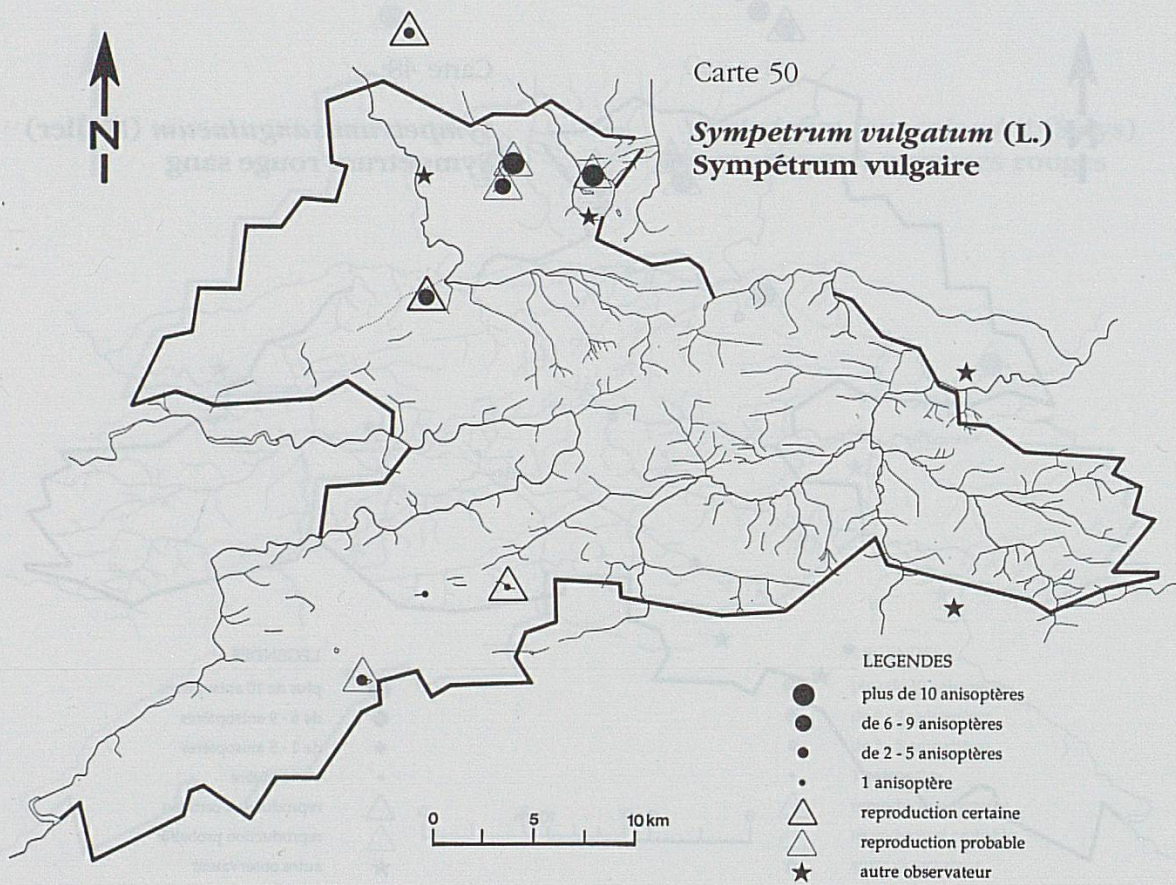 N
Carte 50
Sympetrum vulgatum (L.)
Sympétrum vulgaire
LEGENDES
plus de 10 anisoptères
de 6 - 9 anisoptères
de 2 - 5 anisoptères
1 anisoptère
reproduction certaine
reproduction probable
autre observateur
0 5 10 km